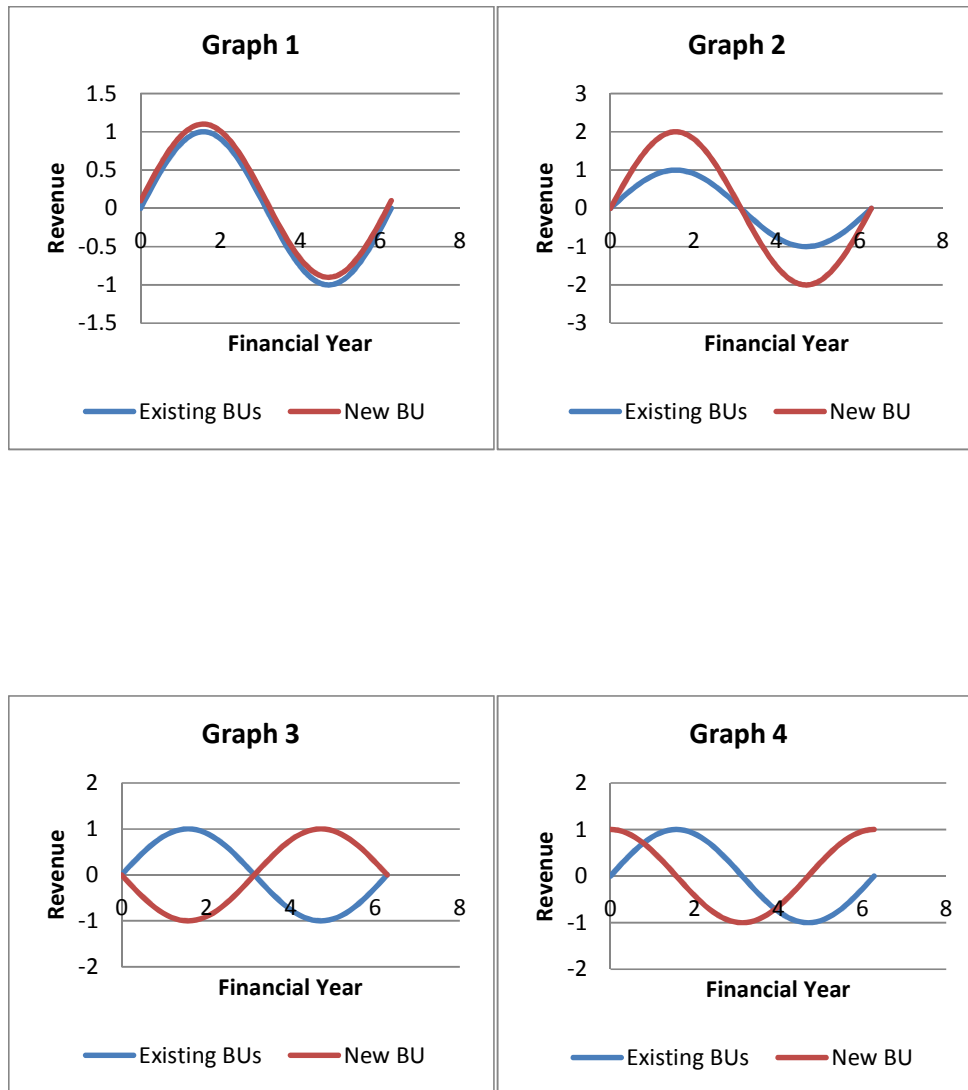 Graph 1
1.5
1
0.5
0
-0.5
-1
-1.5
0 2 4 6 8
Revenue
Financial Year
Existing BUs New BU
Graph 2
3
2
1
0
-1
-2
-3
0 2 4 6 8
Revenue
Financial Year
Existing BUs New BU
Graph 3
2
1
0
-1
-2
0 2 4 6 8
Revenue
Financial Year
Existing BUs New BU
Graph 4
2
1
0
-1
-2
0 2 4 6 8
Revenue
Financial Year
Existing BUs New BU